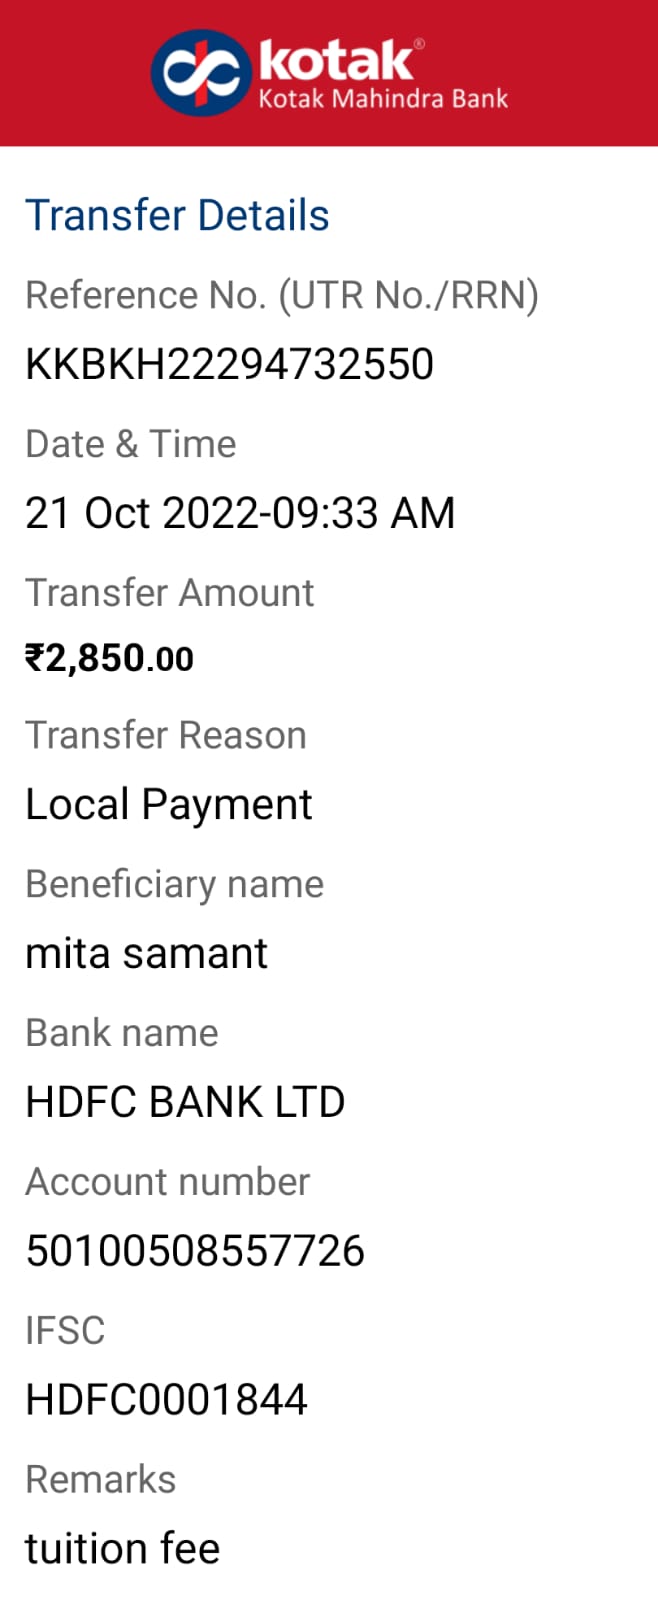 kotak®
Kotak Mahindra Bank
Transfer Details
Reference No. (UTR No./RRN)
KKBKH22294732550
Date & Time
21 Oct 2022-09:33 AM
Transfer Amount
₹2,850.00
Transfer Reason
Local Payment
Beneficiary name
mita samant
Bank name
HDFC BANK LTD
Account number
50100508557726
IFSC
HDFC0001844
Remarks
tuition fee